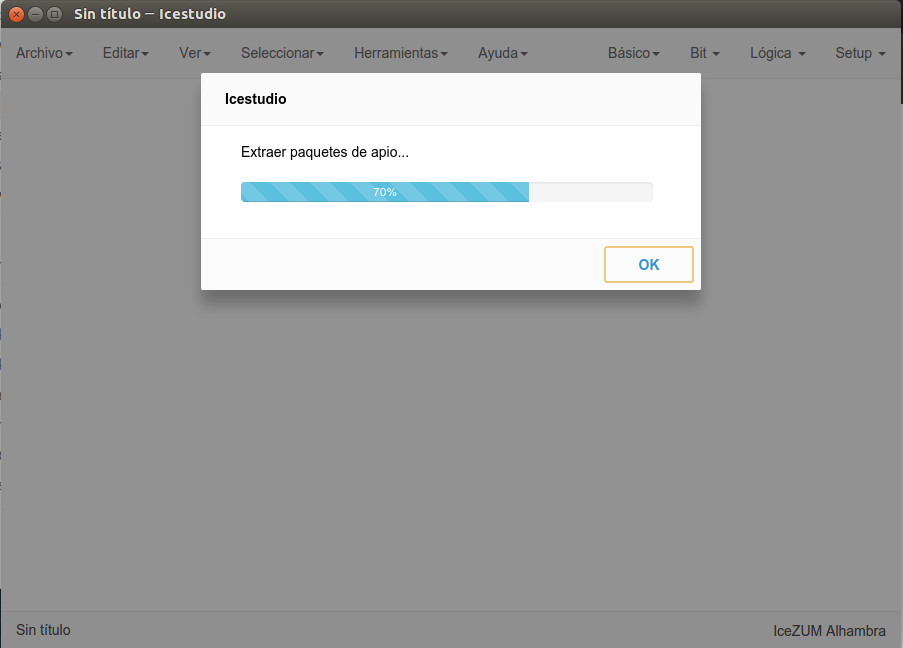 Sin título – Icestudio
Archivo Editar Ver Seleccionar Herramientas Ayuda Básico Bit Lógica Setup
Icestudio
Extraer paquetes de apio...
70%
OK
Sin título IceZUM Alhambra